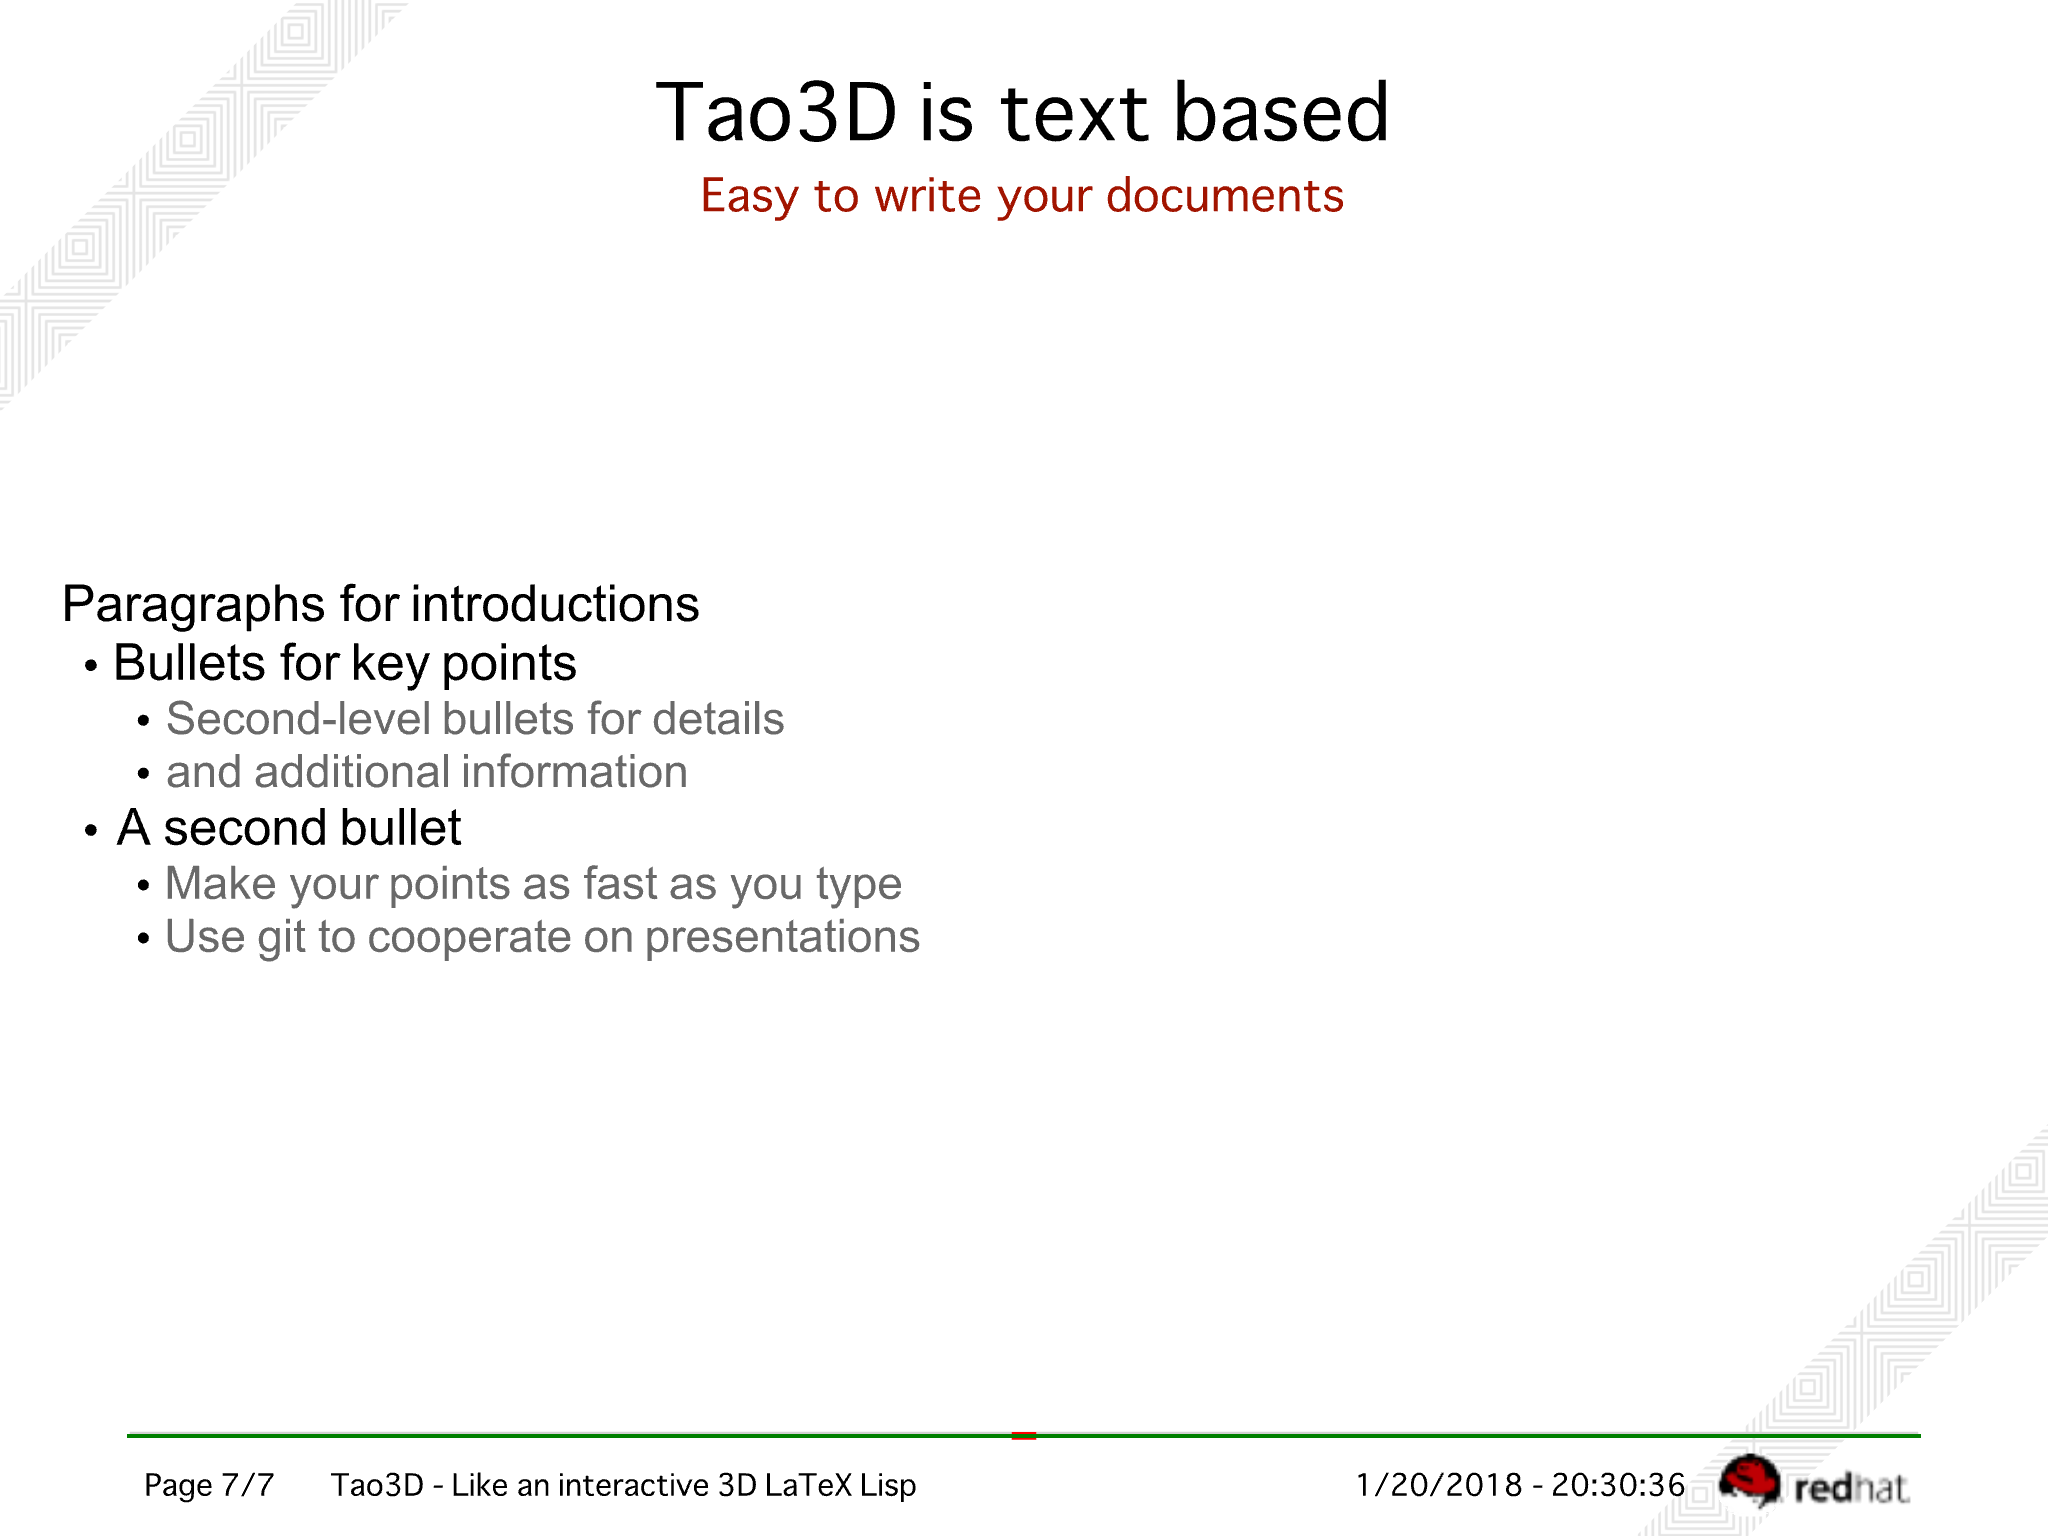 Tao3D is text based
Easy to write your documents
Paragraphs for introductions
• Bullets for key points
• Second-level bullets for details
• and additional information
• A second bullet
• Make your points as fast as you type
• Use git to cooperate on presentations
Page 7/7 Tao3D - Like an interactive 3D LaTeX Lisp 1/20/2018 - 20:30:36 redhat.